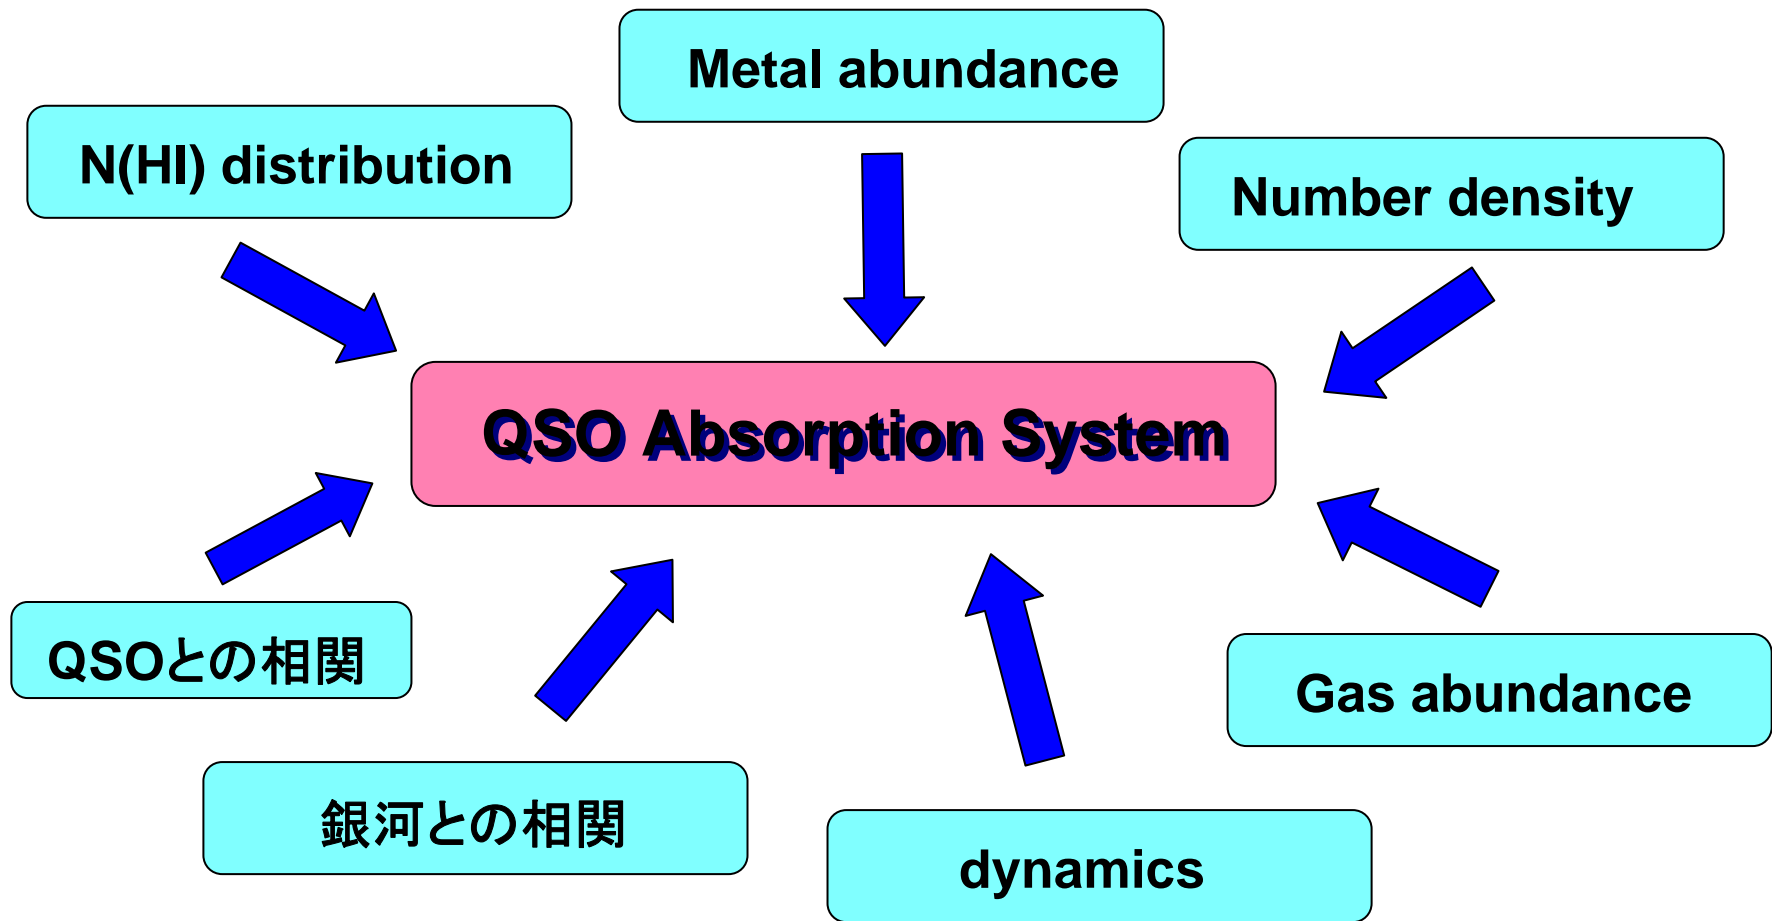 Metal abundance
N(HI) distribution
Number density
QSO Absorption System
QSOとの相関
Gas abundance
銀河との相関
dynamics